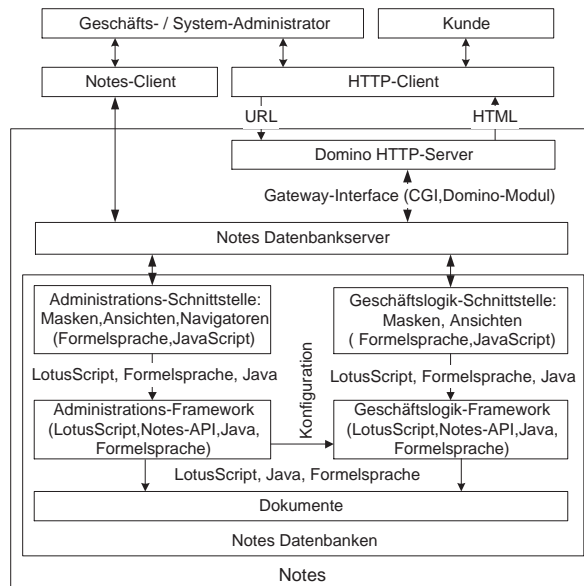 Geschäfts- / System-Administrator
Kunde
Notes-Client
HTTP-Client
URL
HTML
Domino HTTP-Server
Gateway-Interface (CGI,Domino-Modul)
Notes Datenbankserver
Administrations-Schnittstelle:
Masken,Ansichten,Navigatoren
(Formelsprache,JavaScript)
Geschäftslogik-Schnittstelle:
Masken, Ansichten
( Formelsprache,JavaScript)
LotusScript, Formelsprache, Java
Konfiguration
LotusScript, Formelsprache, Java
Administrations-Framework
(LotusScript,Notes-API,Java,
Formelsprache)
Geschäftslogik-Framework
(LotusScript,Notes-API,Java,
Formelsprache)
LotusScript, Java, Formelsprache
Dokumente
Notes Datenbanken
Notes